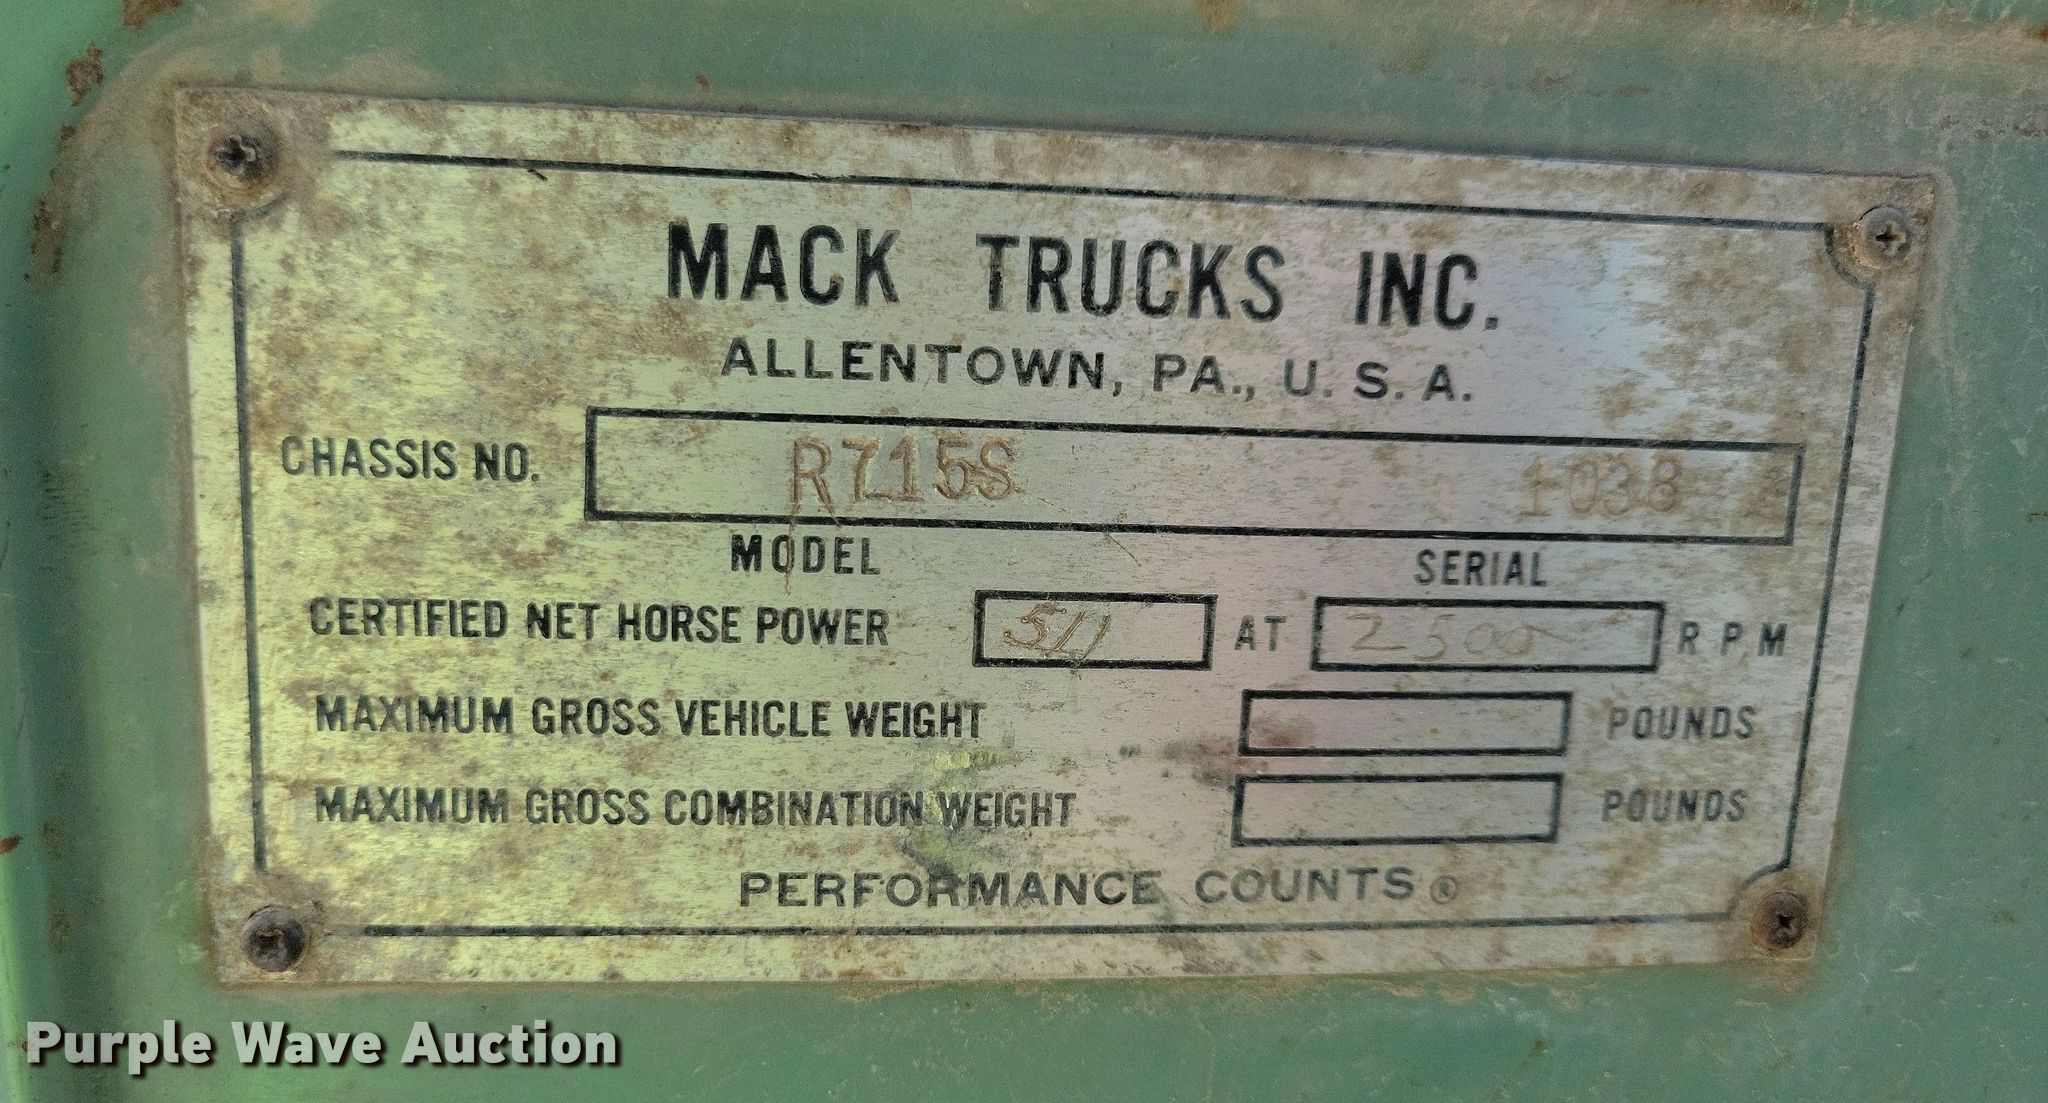 MACK TRUCKS INC.
ALLENTOWN, PA., U. S. A.
CHASSIS NO. R715S 1038
MODEL SERIAL
CERTIFIED NET HORSE POWER 511 AT 2500 R P M
MAXIMUM GROSS VEHICLE WEIGHT POUNDS
MAXIMUM GROSS COMBINATION WEIGHT POUNDS
PERFORMANCE COUNTS ®
Purple Wave Auction